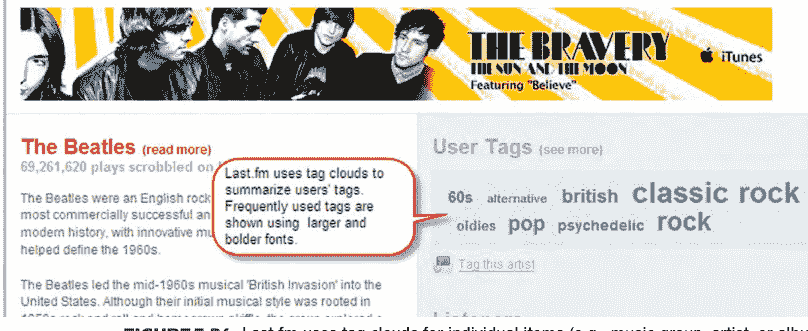 THE BRAVERY
THE SUN AND THE MOON
iTunes
Featuring "Believe"
The Beatles (read more)
69,261,620 plays scrobbled on
The Beatles were an English rock
most commercially successful an
modern history, with innovative mu
helped define the 1960s.
The Beatles led the mid-1960s musical 'British Invasion' into the
United States. Although their initial musical style was rooted in
Last.fm uses tag clouds to
summarize users' tags.
Frequently used tags are
shown using larger and
bolder fonts.
User Tags (see more)
60s alternative british classic rock
oldies pop psychedelic rock
Tag this artist
Last.fm uses tag clouds for individual items (e.g., music group, artist, or